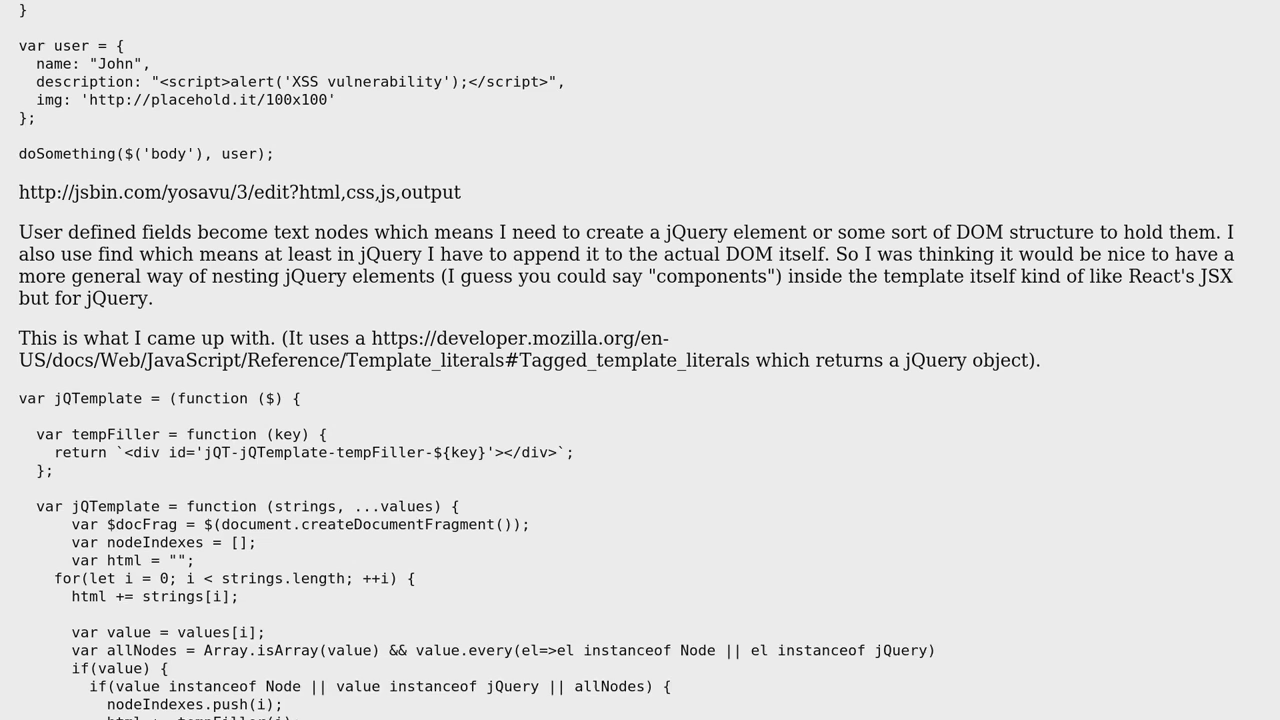 }
var user = {
name: "John",
description: "<script>alert('XSS vulnerability');</script>",
img: 'http://placehold.it/100x100'
};
doSomething($('body'), user);
http://jsbin.com/yosavu/3/edit?html,css,js,output
User defined fields become text nodes which means I need to create a jQuery element or some sort of DOM structure to hold them. I
also use find which means at least in jQuery I have to append it to the actual DOM itself. So I was thinking it would be nice to have a
more general way of nesting jQuery elements (I guess you could say "components") inside the template itself kind of like React's JSX
but for jQuery.
This is what I came up with. (It uses a https://developer.mozilla.org/en-
US/docs/Web/JavaScript/Reference/Template_literals#Tagged_template_literals which returns a jQuery object).
var jQTemplate = (function ($) {
var tempFiller = function (key) {
return `<div id='jQT-jQTemplate-tempFiller-${key}'></div>`;
};
var jQTemplate = function (strings, ...values) {
var $docFrag = $(document.createDocumentFragment());
var nodeIndexes = [];
var html = "";
for(let i = 0; i < strings.length; ++i) {
html += strings[i];
var value = values[i];
var allNodes = Array.isArray(value) && value.every(el=>el instanceof Node || el instanceof jQuery)
if(value) {
if(value instanceof Node || value instanceof jQuery || allNodes) {
nodeIndexes.push(i);
html += tempFiller(i);